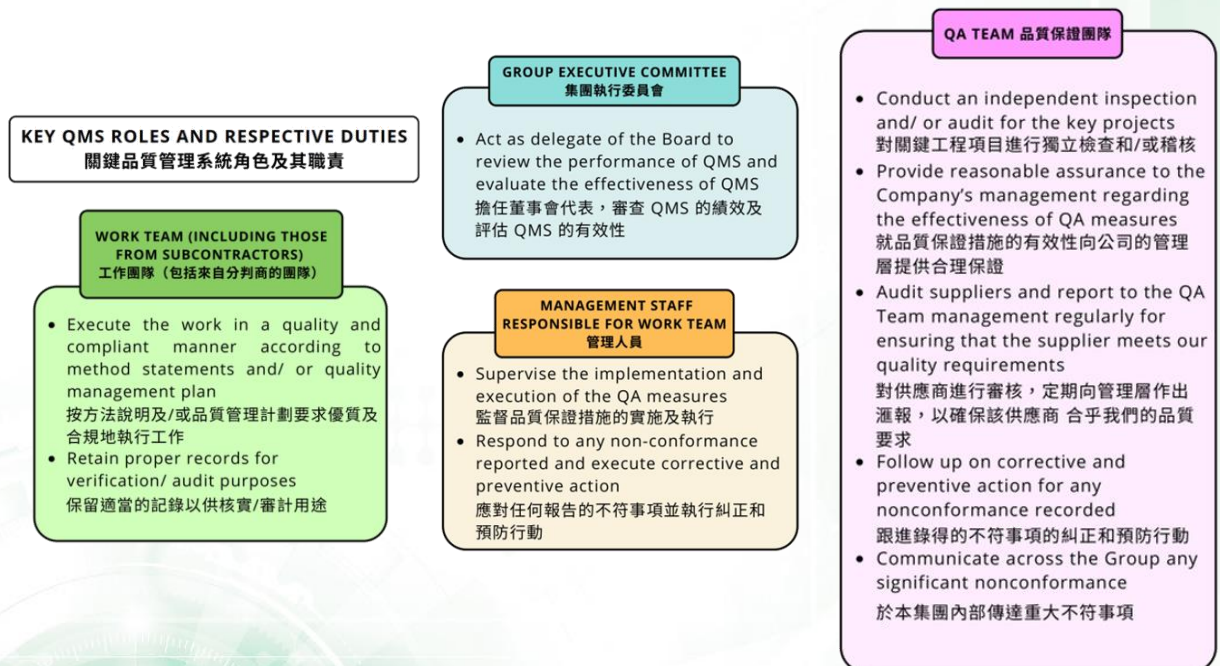 KEY QMS ROLES AND RESPECTIVE DUTIES
關鍵品質管理系統角色及其職責
WORK TEAM (INCLUDING THOSE
FROM SUBCONTRACTORS)
工作團隊（包括來自分判商的團隊）
• Execute the work in a quality and
compliant manner according to
method statements and/ or quality
management plan
按方法說明及/或品質管理計劃要求優質及
合規地執行工作
• Retain proper records for
verification/ audit purposes
保留適當的記錄以供核實/審計用途
GROUP EXECUTIVE COMMITTEE
集團執行委員會
• Act as delegate of the Board to
review the performance of QMS and
evaluate the effectiveness of QMS
擔任董事會代表，審查 QMS 的績效及
評估 QMS 的有效性
MANAGEMENT STAFF
RESPONSIBLE FOR WORK TEAM
管理人員
• Supervise the implementation and
execution of the QA measures
監督品質保證措施的實施及執行
• Respond to any non-conformance
reported and execute corrective and
preventive action
應對任何報告的不符事項並執行糾正和
預防行動
QA TEAM 品質保證團隊
• Conduct an independent inspection
and/ or audit for the key projects
對關鍵工程項目進行獨立檢查和/或稽核
• Provide reasonable assurance to the
Company's management regarding
the effectiveness of QA measures
就品質保證措施的有效性向公司的管理
層提供合理保證
• Audit suppliers and report to the QA
Team management regularly for
ensuring that the supplier meets our
quality requirements
對供應商進行審核，定期向管理層作出
滙報，以確保該供應商 合乎我們的品質
要求
• Follow up on corrective and
preventive action for any
nonconformance recorded
跟進錄得的不符事項的糾正和預防行動
• Communicate across the Group any
significant nonconformance
於本集團內部傳達重大不符事項